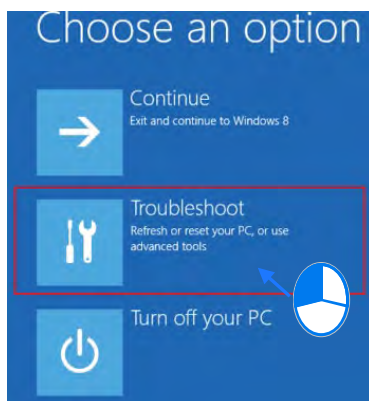 Choose an option
Continue
Exit and continue to Windows 8
Troubleshoot
Refresh or reset your PC, or use
advanced tools
Turn off your PC